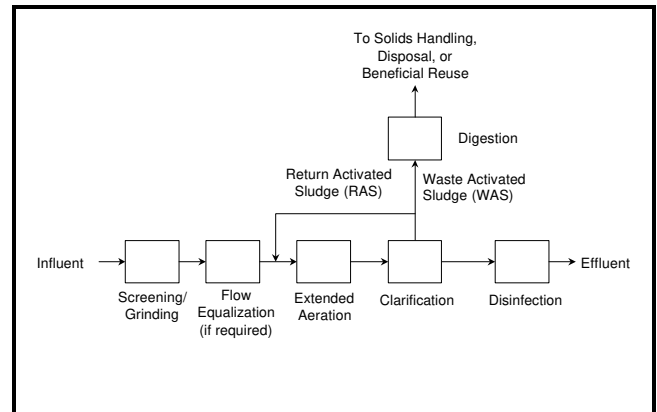 To Solids Handling,
Disposal, or
Beneficial Reuse
Digestion
Return Activated
Sludge (RAS)
Waste Activated
Sludge (WAS)
Influent
Effluent
Screening/
Grinding
Flow
Equalization
(if required)
Extended
Aeration
Clarification
Disinfection